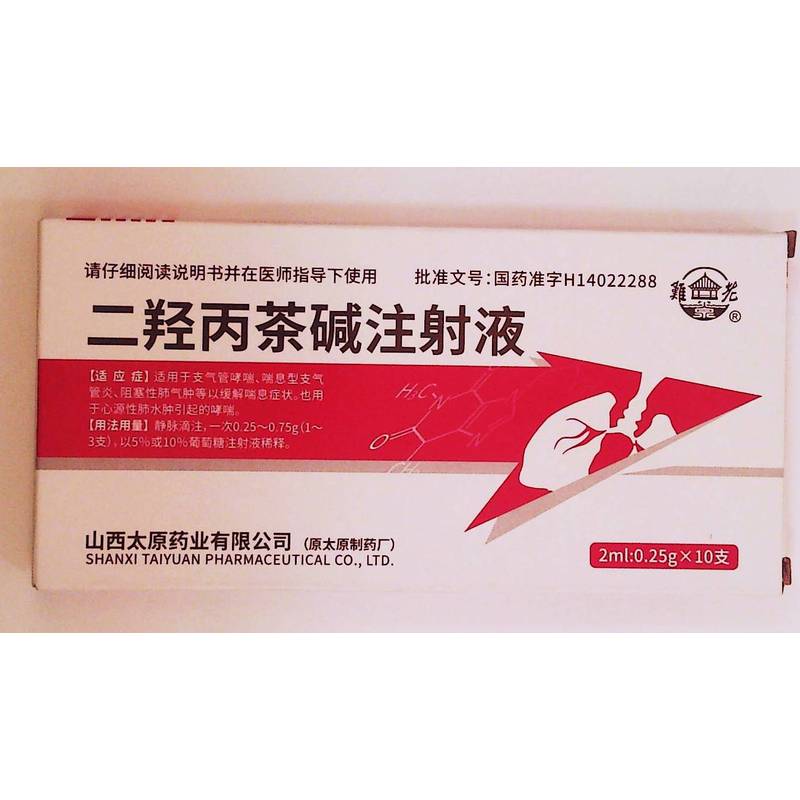 请仔细阅读说明书并在医师指导下使用
批准文号:国药准字H14022288
難老
泉
®
二羟丙茶碱注射液
【适 应 症】适用于支气管哮喘、喘息型支气
管炎、阻塞性肺气肿等以缓解喘息症状。也用
于心源性肺水肿引起的哮喘。
【用法用量】静脉滴注,一次0.25～0.75g(1～
3支),以5%或10%葡萄糖注射液稀释。
H₃C
N
O
N
CH₃
山西太原药业有限公司(原太原制药厂)
SHANXI TAIYUAN PHARMACEUTICAL CO., LTD.
2ml:0.25g×10支